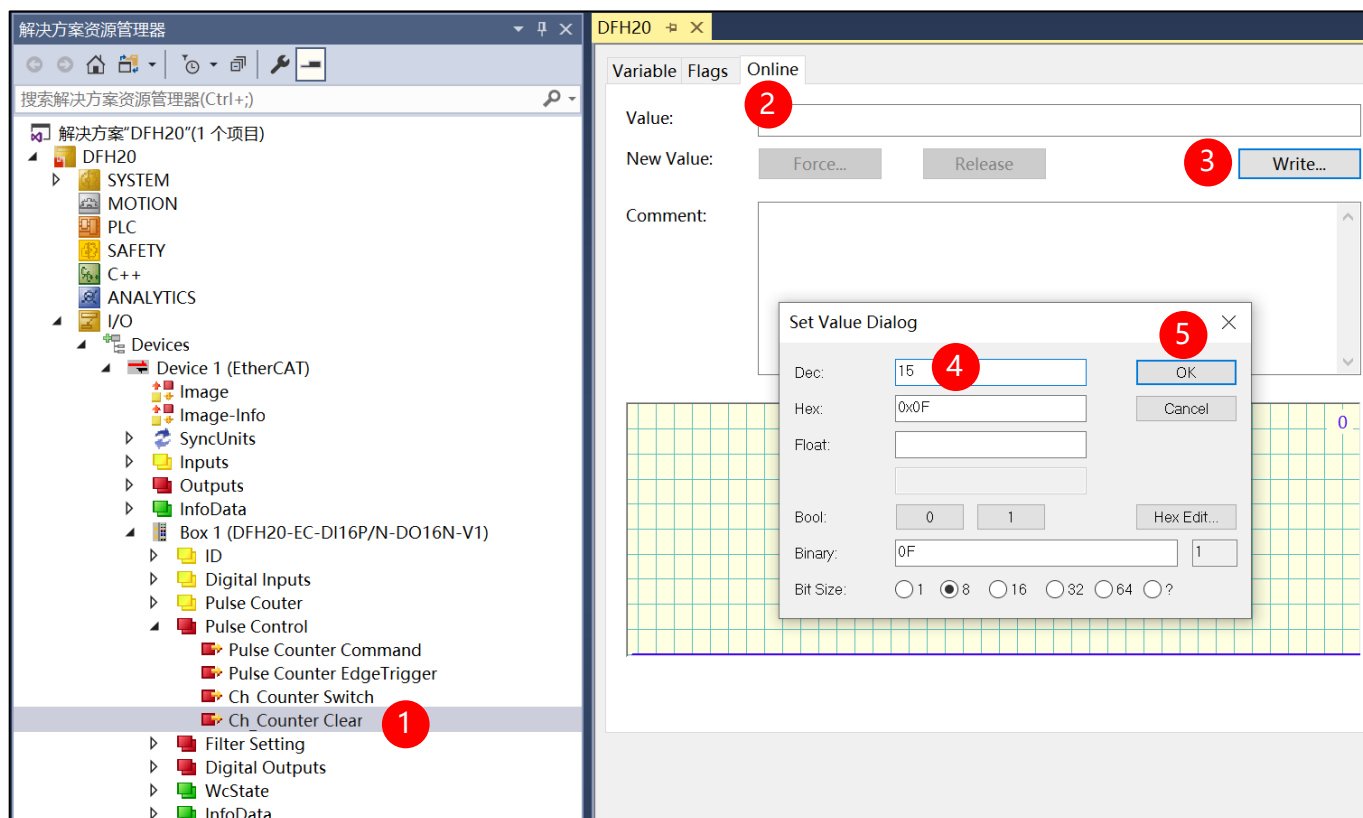 解决方案资源管理器
搜索解决方案资源管理器(Ctrl+;)
解决方案"DFH20"(1 个项目)
DFH20
SYSTEM
MOTION
PLC
SAFETY
C++
ANALYTICS
I/O
Devices
Device 1 (EtherCAT)
Image
Image-Info
SyncUnits
Inputs
Outputs
InfoData
Box 1 (DFH20-EC-DI16P/N-DO16N-V1)
ID
Digital Inputs
Pulse Couter
Pulse Control
Pulse Counter Command
Pulse Counter EdgeTrigger
Ch_Counter Switch
Ch_Counter Clear 1
Filter Setting
Digital Outputs
WcState
InfoData
DFH20
Variable Flags Online
2
Value:
New Value: Force... Release 3 Write...
Comment:
0
Set Value Dialog
5
Dec: 15 4 OK
Hex: 0x0F Cancel
Float:
Bool: 0 1 Hex Edit...
Binary: 0F 1
Bit Size: 1 8 16 32 64 ?